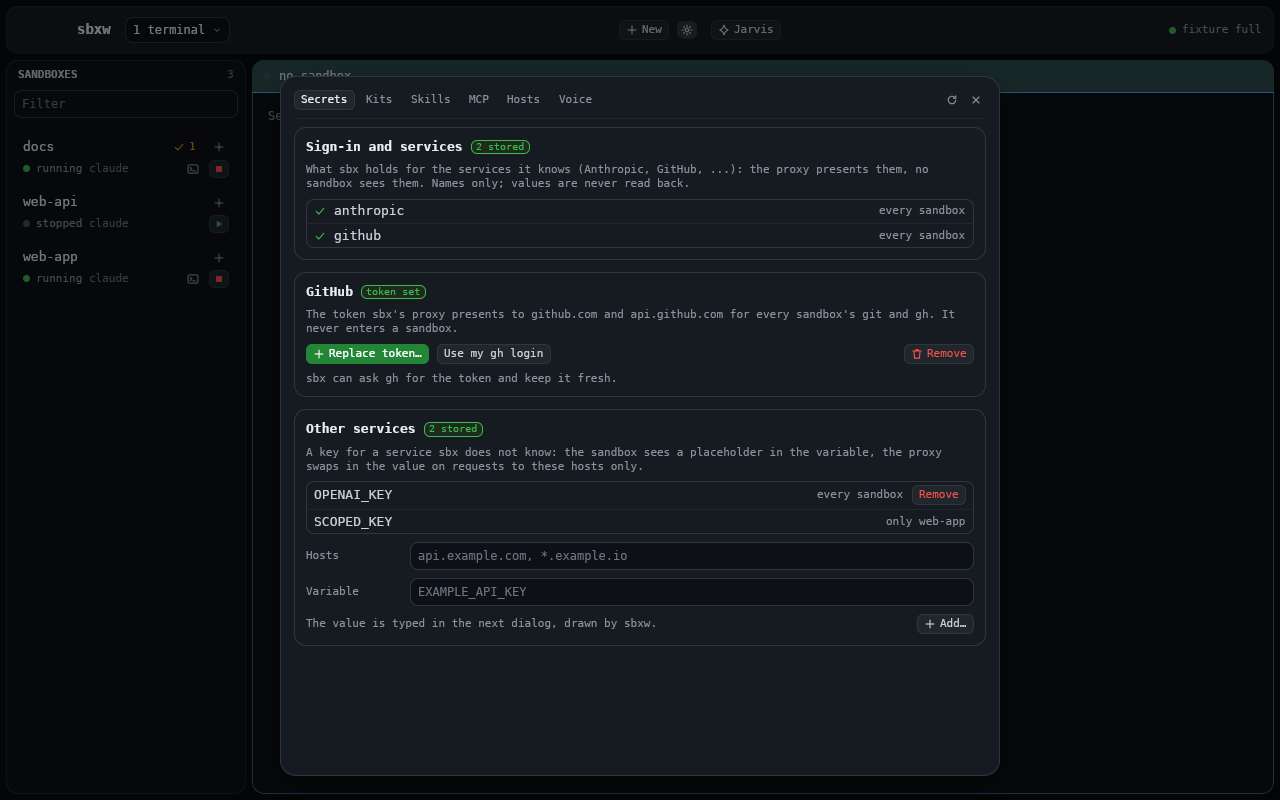 sbxw
1 terminal
New
Jarvis
fixture full
SANDBOXES 3
Filter
docs 1
running claude
web-api
stopped claude
web-app
running claude
no sandbox
Se
Secrets Kits Skills MCP Hosts Voice
Sign-in and services 2 stored
What sbx holds for the services it knows (Anthropic, GitHub, ...): the proxy presents them, no
sandbox sees them. Names only; values are never read back.
anthropic every sandbox
github every sandbox
GitHub token set
The token sbx's proxy presents to github.com and api.github.com for every sandbox's git and gh. It
never enters a sandbox.
Replace token… Use my gh login Remove
sbx can ask gh for the token and keep it fresh.
Other services 2 stored
A key for a service sbx does not know: the sandbox sees a placeholder in the variable, the proxy
swaps in the value on requests to these hosts only.
OPENAI_KEY every sandbox Remove
SCOPED_KEY only web-app
Hosts api.example.com, *.example.io
Variable EXAMPLE_API_KEY
The value is typed in the next dialog, drawn by sbxw. Add…